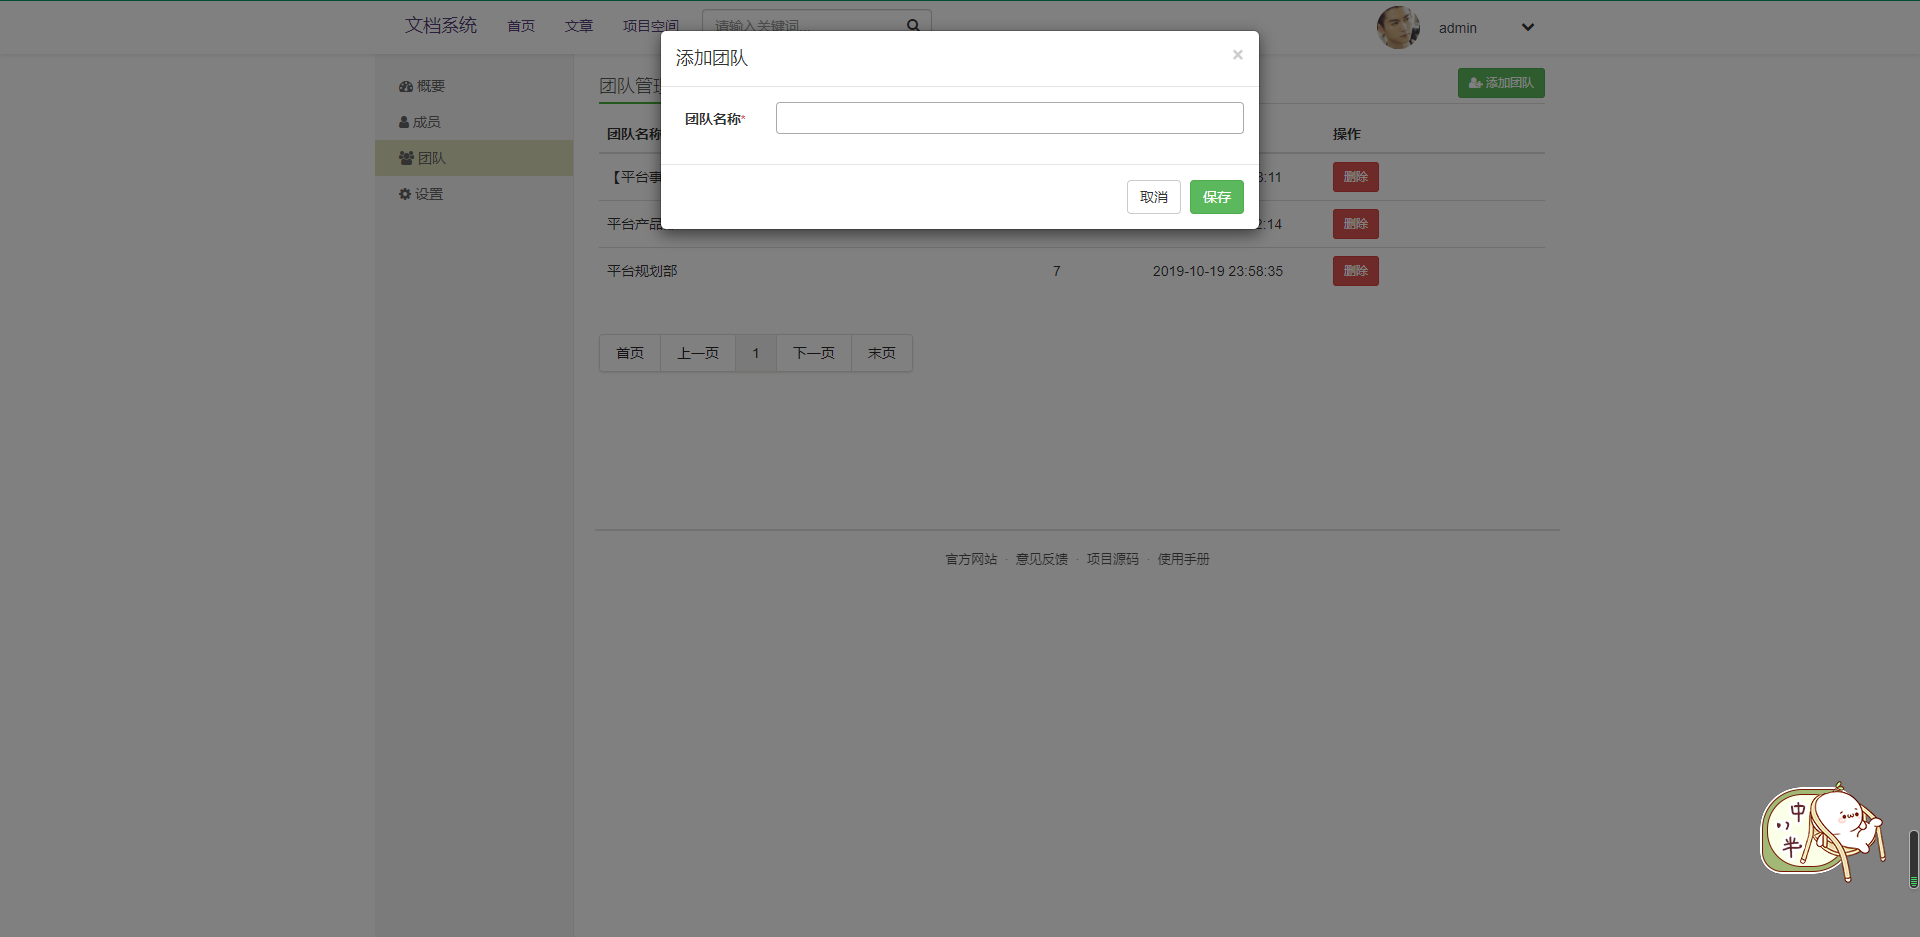 文档系统 首页 文章 项目空间 请输入关键词... admin
添加团队 ×
团队名称*
取消 保存
概要
成员
团队
设置
团队管 添加团队
团队名称 操作
【平台事 3:11 删除
平台产品 2:14 删除
平台规划部 7 2019-10-19 23:58:35 删除
首页 上一页 1 下一页 末页
官方网站 · 意见反馈 · 项目源码 · 使用手册
中
半